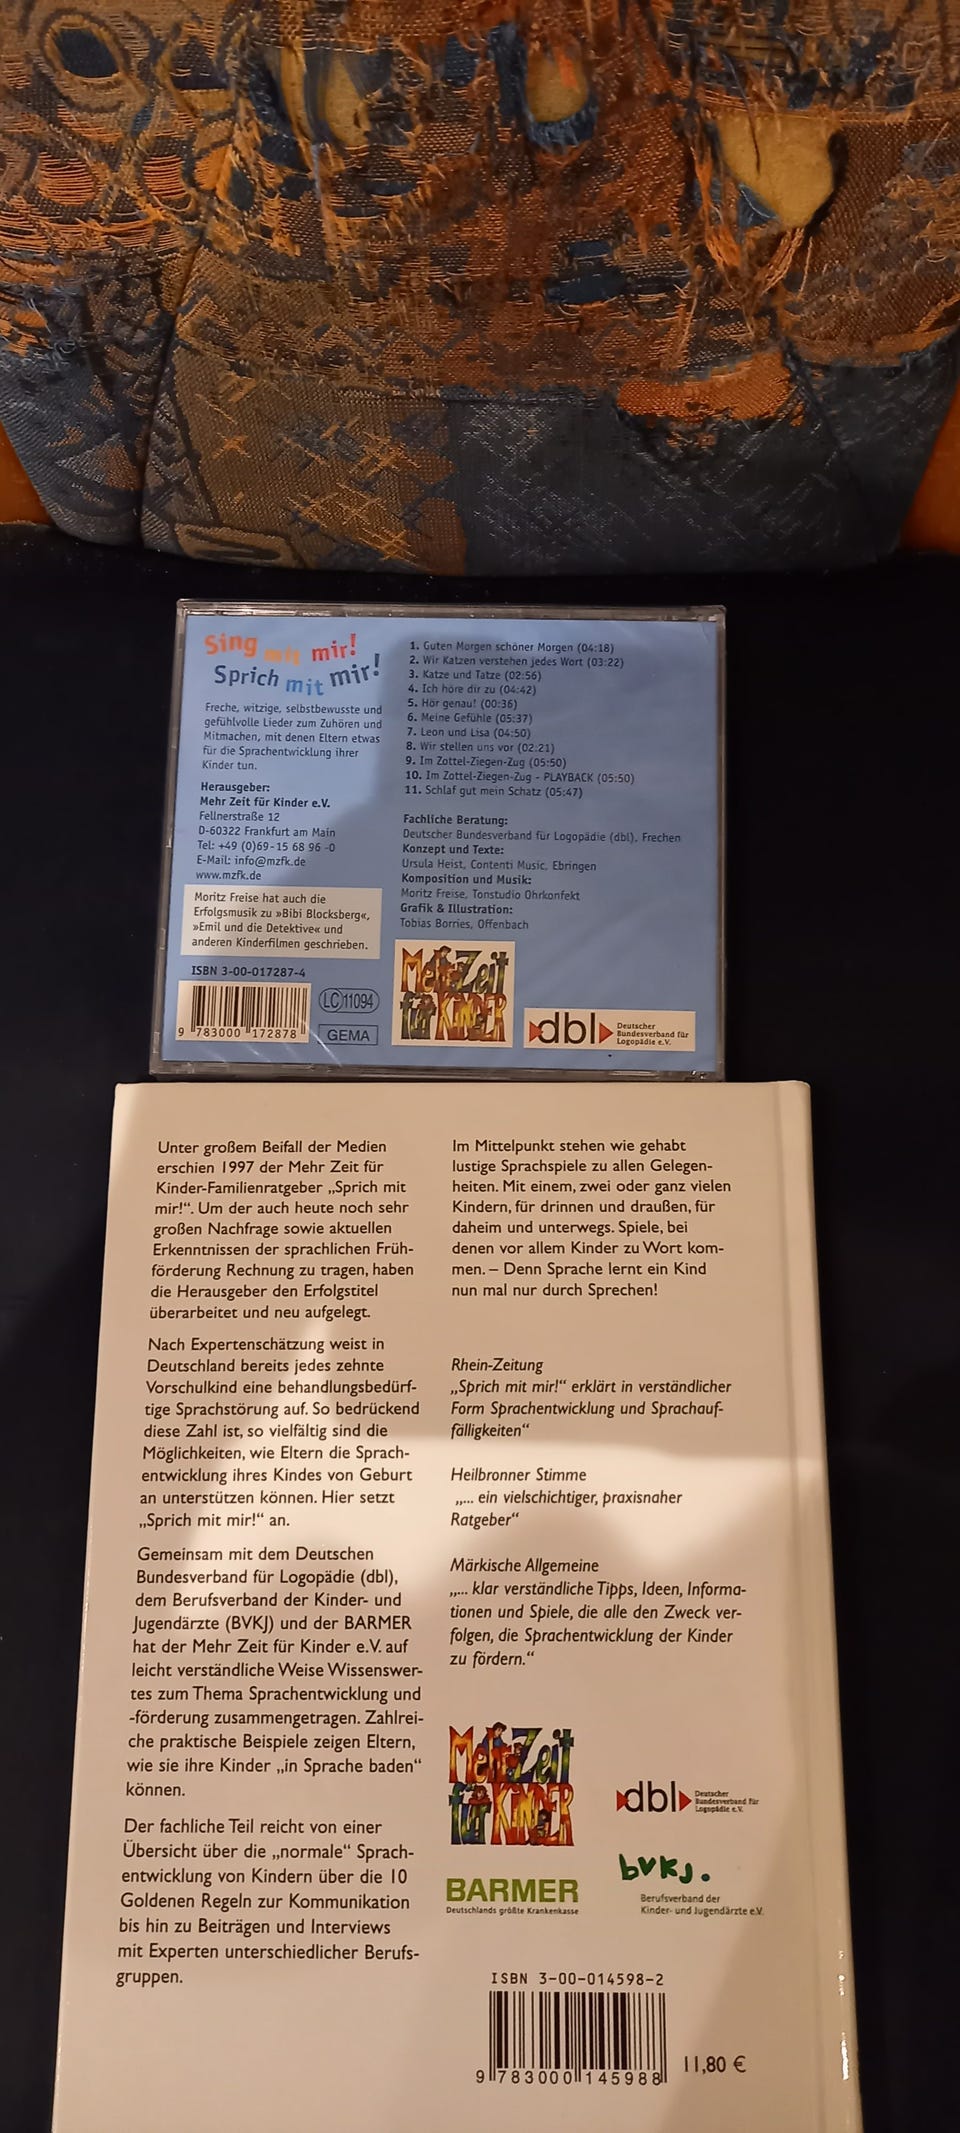 Sing mit mir!
Sprich mit mir!
Freche, witzige, selbstbewusste und
gefühlvolle Lieder zum Zuhören und
Mitmachen, mit denen Eltern etwas
für die Sprachentwicklung ihrer
Kinder tun.
Herausgeber:
Mehr Zeit für Kinder e.V.
Fellnerstraße 12
D-60322 Frankfurt am Main
Tel: +49 (0)69-15 68 96 -0
E-Mail: info@mzfk.de
www.mzfk.de
Moritz Freise hat auch die
Erfolgsmusik zu »Bibi Blocksberg«,
»Emil und die Detektive« und
anderen Kinderfilmen geschrieben.
ISBN 3-00-017287-4
9 783000 172878
LC 11094
GEMA
1. Guten Morgen schöner Morgen (04:18)
2. Wir Katzen verstehen jedes Wort (03:22)
3. Katze und Tatze (02:56)
4. Ich höre dir zu (04:42)
5. Hör genau! (00:36)
6. Meine Gefühle (05:37)
7. Leon und Lisa (04:50)
8. Wir stellen uns vor (02:21)
9. Im Zottel-Ziegen-Zug (05:50)
10. Im Zottel-Ziegen-Zug - PLAYBACK (05:50)
11. Schlaf gut mein Schatz (05:47)
Fachliche Beratung:
Deutscher Bundesverband für Logopädie (dbl), Frechen
Konzept und Texte:
Ursula Heist, Contenti Music, Ebringen
Komposition und Musik:
Moritz Freise, Tonstudio Ohrkonfekt
Grafik & Illustration:
Tobias Borries, Offenbach
Mehr Zeit
für KINDER
dbl
Deutscher
Bundesverband für
Logopädie e.V.
Unter großem Beifall der Medien
erschien 1997 der Mehr Zeit für
Kinder-Familienratgeber „Sprich mit
mir!“. Um der auch heute noch sehr
großen Nachfrage sowie aktuellen
Erkenntnissen der sprachlichen Früh-
förderung Rechnung zu tragen, haben
die Herausgeber den Erfolgstitel
überarbeitet und neu aufgelegt.
Nach Expertenschätzung weist in
Deutschland bereits jedes zehnte
Vorschulkind eine behandlungsbedürf-
tige Sprachstörung auf. So bedrückend
diese Zahl ist, so vielfältig sind die
Möglichkeiten, wie Eltern die Sprach-
entwicklung ihres Kindes von Geburt
an unterstützen können. Hier setzt
„Sprich mit mir!“ an.
Gemeinsam mit dem Deutschen
Bundesverband für Logopädie (dbl),
dem Berufsverband der Kinder- und
Jugendärzte (BVKJ) und der BARMER
hat der Mehr Zeit für Kinder e.V. auf
leicht verständliche Weise Wissenswer-
tes zum Thema Sprachentwicklung und
-förderung zusammengetragen. Zahlrei-
che praktische Beispiele zeigen Eltern,
wie sie ihre Kinder „in Sprache baden“
können.
Der fachliche Teil reicht von einer
Übersicht über die „normale“ Sprach-
entwicklung von Kindern über die 10
Goldenen Regeln zur Kommunikation
bis hin zu Beiträgen und Interviews
mit Experten unterschiedlicher Berufs-
gruppen.
Im Mittelpunkt stehen wie gehabt
lustige Sprachspiele zu allen Gelegen-
heiten. Mit einem, zwei oder ganz vielen
Kindern, für drinnen und draußen, für
daheim und unterwegs. Spiele, bei
denen vor allem Kinder zu Wort kom-
men. – Denn Sprache lernt ein Kind
nun mal nur durch Sprechen!
Rhein-Zeitung
„Sprich mit mir!“ erklärt in verständlicher
Form Sprachentwicklung und Sprachauf-
fälligkeiten“
Heilbronner Stimme
„... ein vielschichtiger, praxisnaher
Ratgeber“
Märkische Allgemeine
„... klar verständliche Tipps, Ideen, Informa-
tionen und Spiele, die alle den Zweck ver-
folgen, die Sprachentwicklung der Kinder
zu fördern.“
Mehr Zeit
für KINDER
dbl
Deutscher
Bundesverband für
Logopädie e.V.
BARMER
Deutschlands größte Krankenkasse
bvkj.
Berufsverband der
Kinder- und Jugendärzte e.V.
ISBN 3-00-014598-2
9 783000 145988
11,80 €